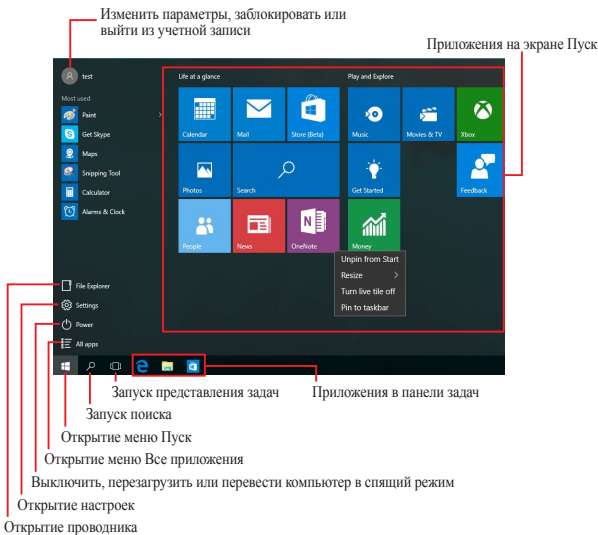 Изменить параметры, заблокировать или
выйти из учетной записи
Приложения на экране Пуск
test
Life at a glance
Play and Explore
Most used
Paint
Get Skype
Maps
Snipping Tool
Calculator
Alarms & Clock
Calendar
Mail
Store (Beta)
Music
Movies & TV
Xbox
Photos
Search
Get Started
Feedback
People
News
OneNote
Money
Unpin from Start
Resize
Turn live tile off
Pin to taskbar
File Explorer
Settings
Power
All apps
Запуск представления задач
Приложения в панели задач
Запуск поиска
Открытие меню Пуск
Открытие меню Все приложения
Выключить, перезагрузить или перевести компьютер в спящий режим
Открытие настроек
Открытие проводника